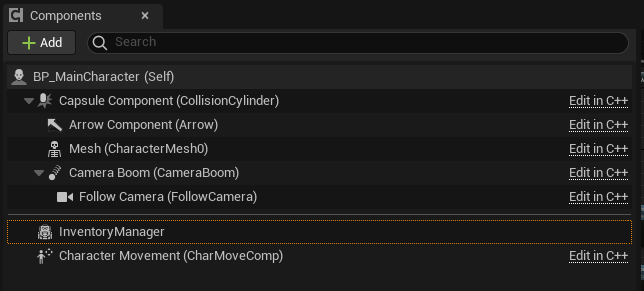 Components
Add
Search
BP_MainCharacter (Self)
Capsule Component (CollisionCylinder) Edit in C++
Arrow Component (Arrow) Edit in C++
Mesh (CharacterMesh0) Edit in C++
Camera Boom (CameraBoom) Edit in C++
Follow Camera (FollowCamera) Edit in C++
InventoryManager
Character Movement (CharMoveComp) Edit in C++